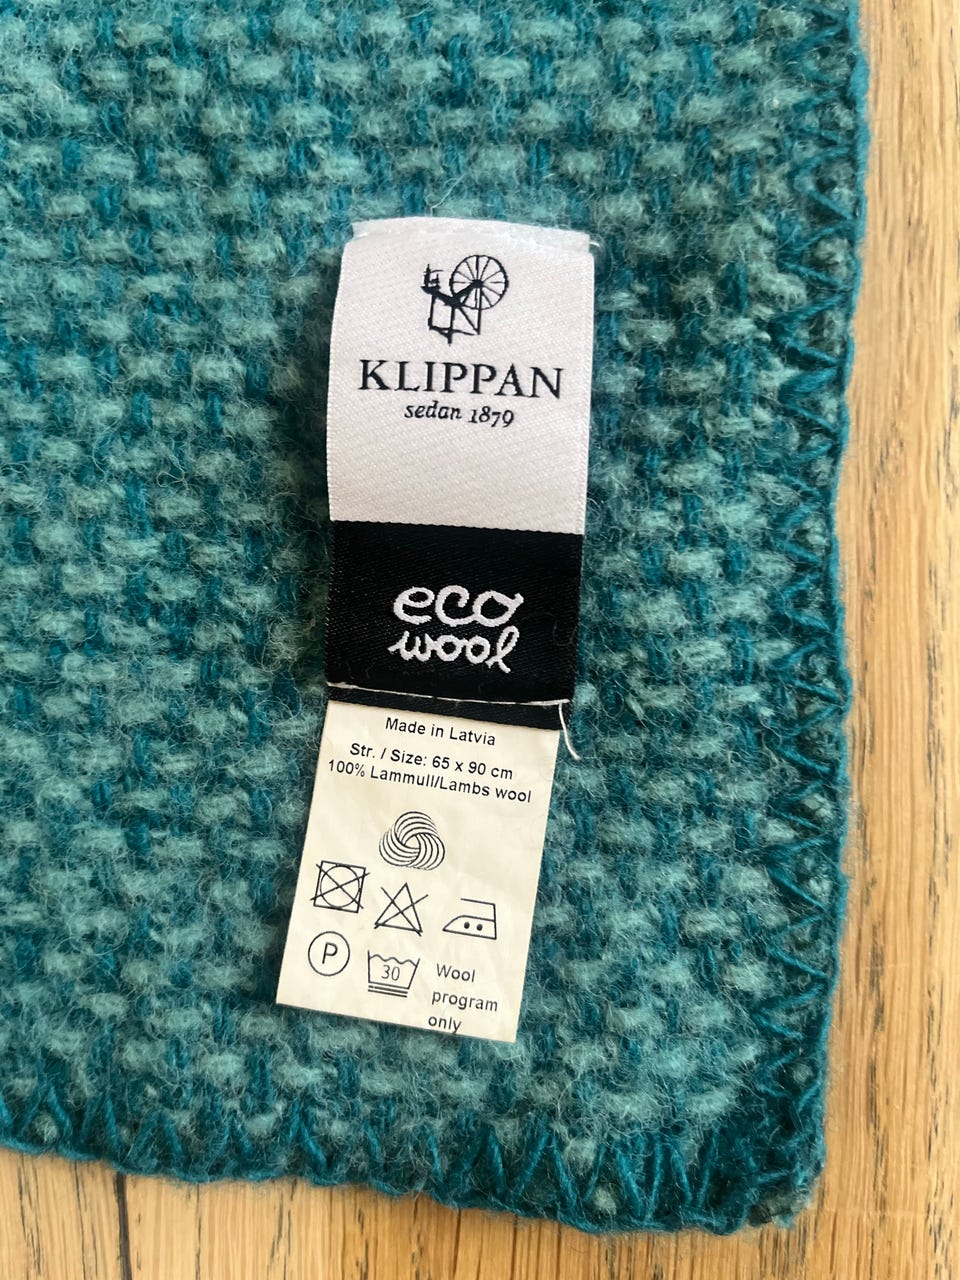 KLIPPAN
sedan 1879
eco
wool
Made in Latvia
Str. / Size: 65 x 90 cm
100% Lammull/Lambs wool
P
30
Wool
program
only